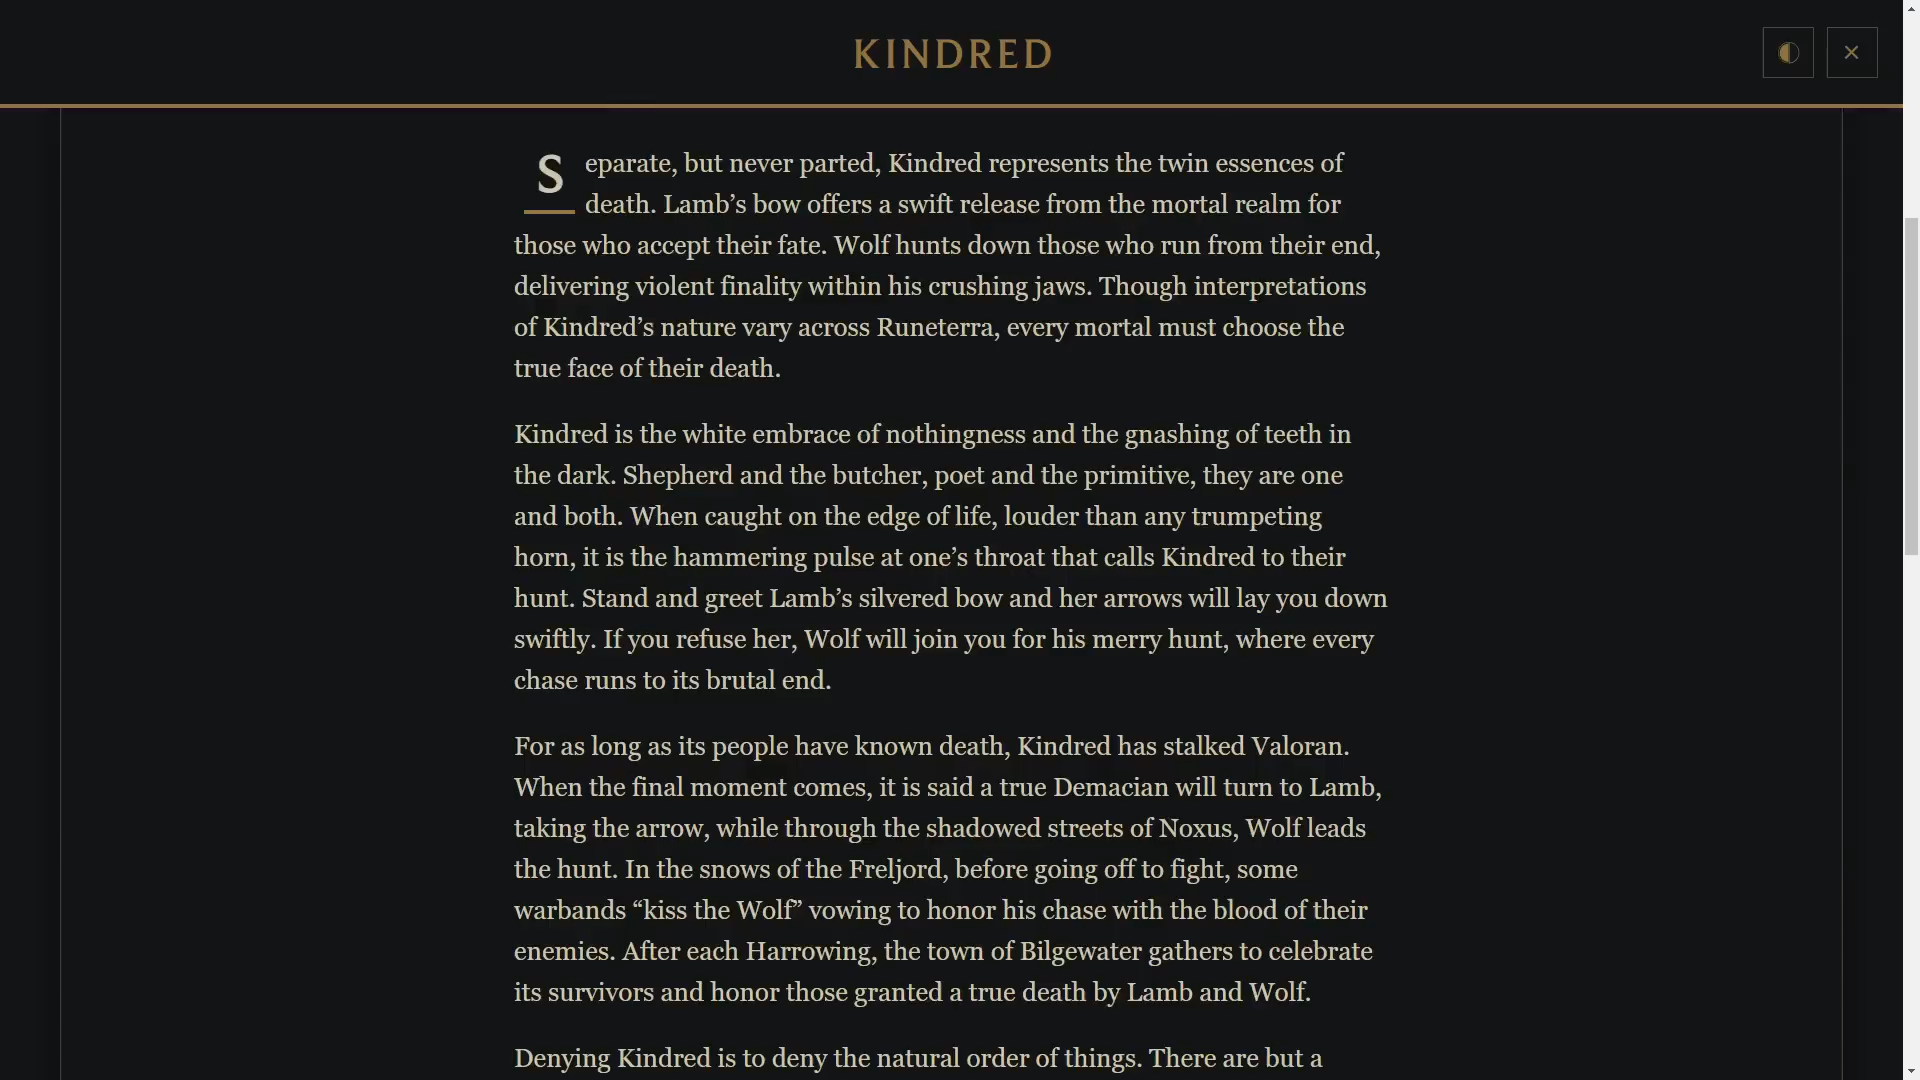 KINDRED
Separate, but never parted, Kindred represents the twin essences of
death. Lamb’s bow offers a swift release from the mortal realm for
those who accept their fate. Wolf hunts down those who run from their end,
delivering violent finality within his crushing jaws. Though interpretations
of Kindred’s nature vary across Runeterra, every mortal must choose the
true face of their death.
Kindred is the white embrace of nothingness and the gnashing of teeth in
the dark. Shepherd and the butcher, poet and the primitive, they are one
and both. When caught on the edge of life, louder than any trumpeting
horn, it is the hammering pulse at one’s throat that calls Kindred to their
hunt. Stand and greet Lamb’s silvered bow and her arrows will lay you down
swiftly. If you refuse her, Wolf will join you for his merry hunt, where every
chase runs to its brutal end.
For as long as its people have known death, Kindred has stalked Valoran.
When the final moment comes, it is said a true Demacian will turn to Lamb,
taking the arrow, while through the shadowed streets of Noxus, Wolf leads
the hunt. In the snows of the Freljord, before going off to fight, some
warbands “kiss the Wolf” vowing to honor his chase with the blood of their
enemies. After each Harrowing, the town of Bilgewater gathers to celebrate
its survivors and honor those granted a true death by Lamb and Wolf.
Denying Kindred is to deny the natural order of things. There are but a